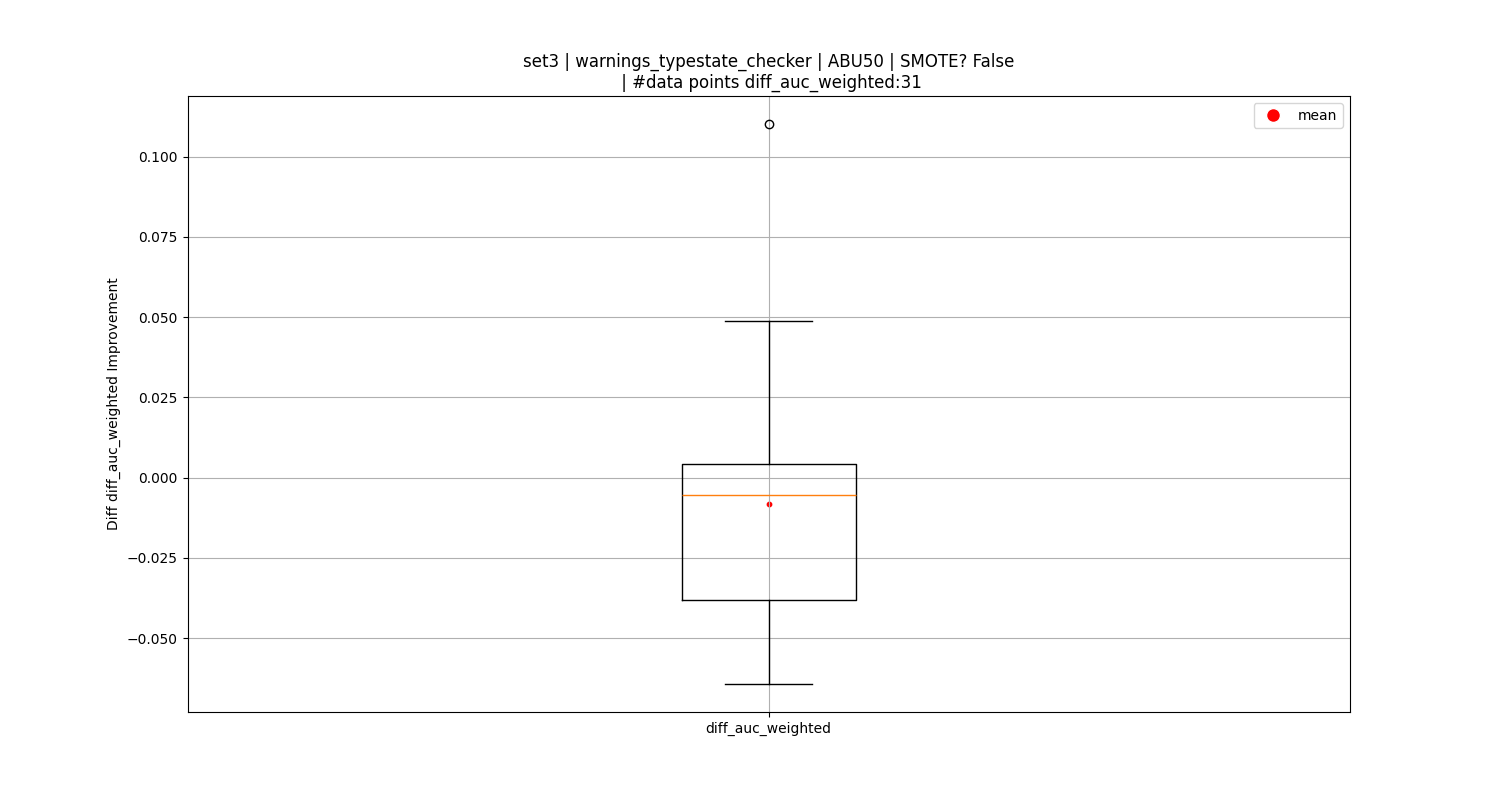 set3 | warnings_typestate_checker | ABU50 | SMOTE? False
| #data points diff_auc_weighted:31
mean
0.100
0.075
0.050
0.025
0.000
−0.025
−0.050
Diff diff_auc_weighted Improvement
diff_auc_weighted